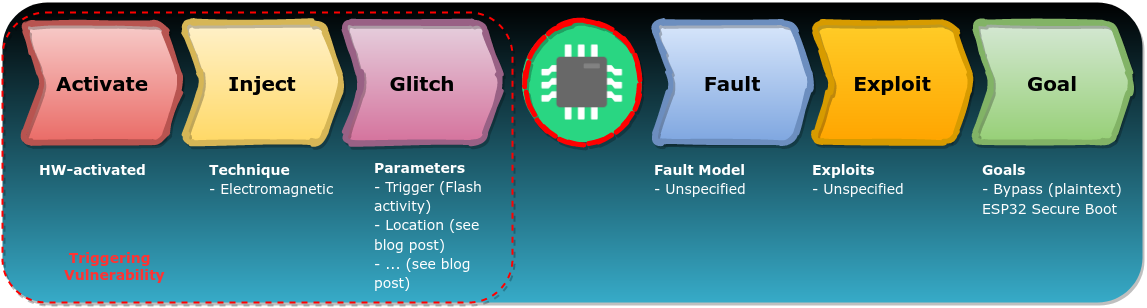 Activate
Inject
Glitch
Fault
Exploit
Goal
HW-activated
Technique
- Electromagnetic
Parameters
- Trigger (Flash
activity)
- Location (see
blog post)
- ... (see blog
post)
Fault Model
- Unspecified
Exploits
- Unspecified
Goals
- Bypass (plaintext)
ESP32 Secure Boot
Triggering
Vulnerability